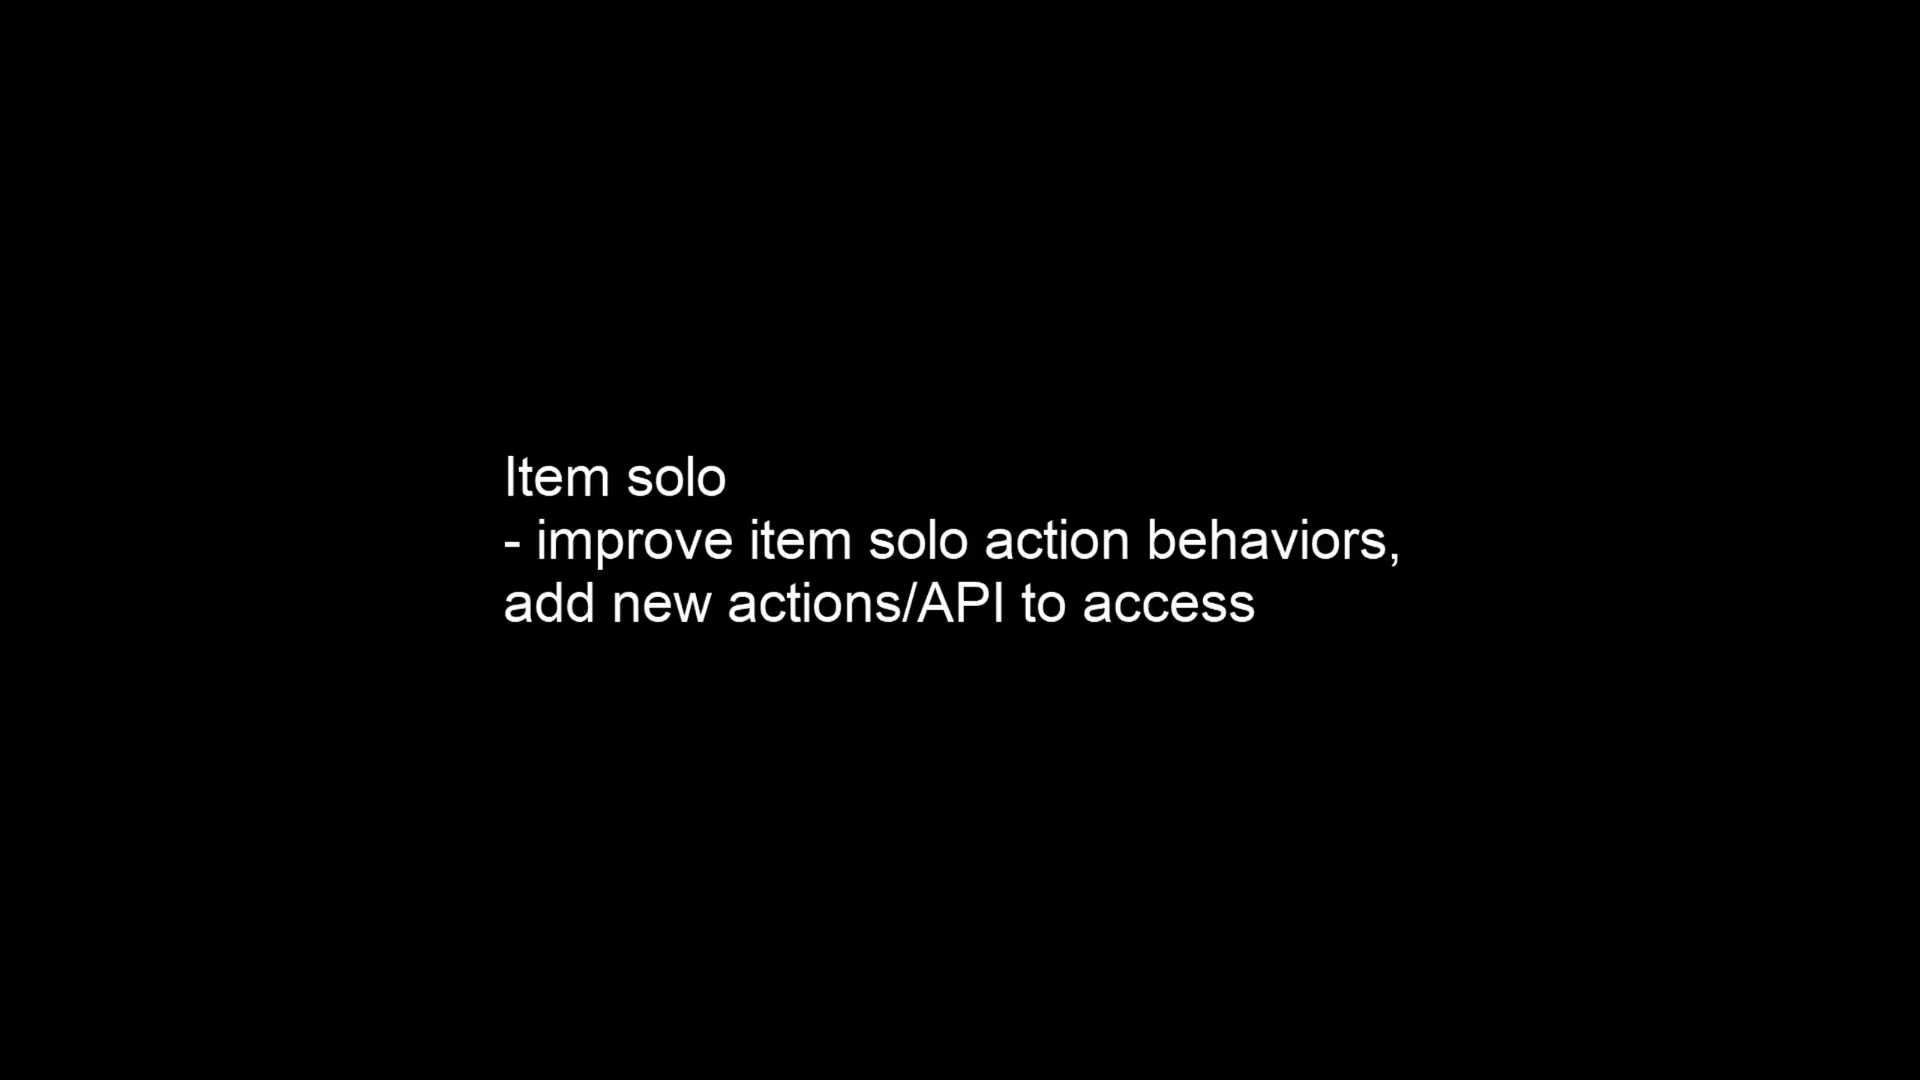 Item solo
- improve item solo action behaviors,
add new actions/API to access